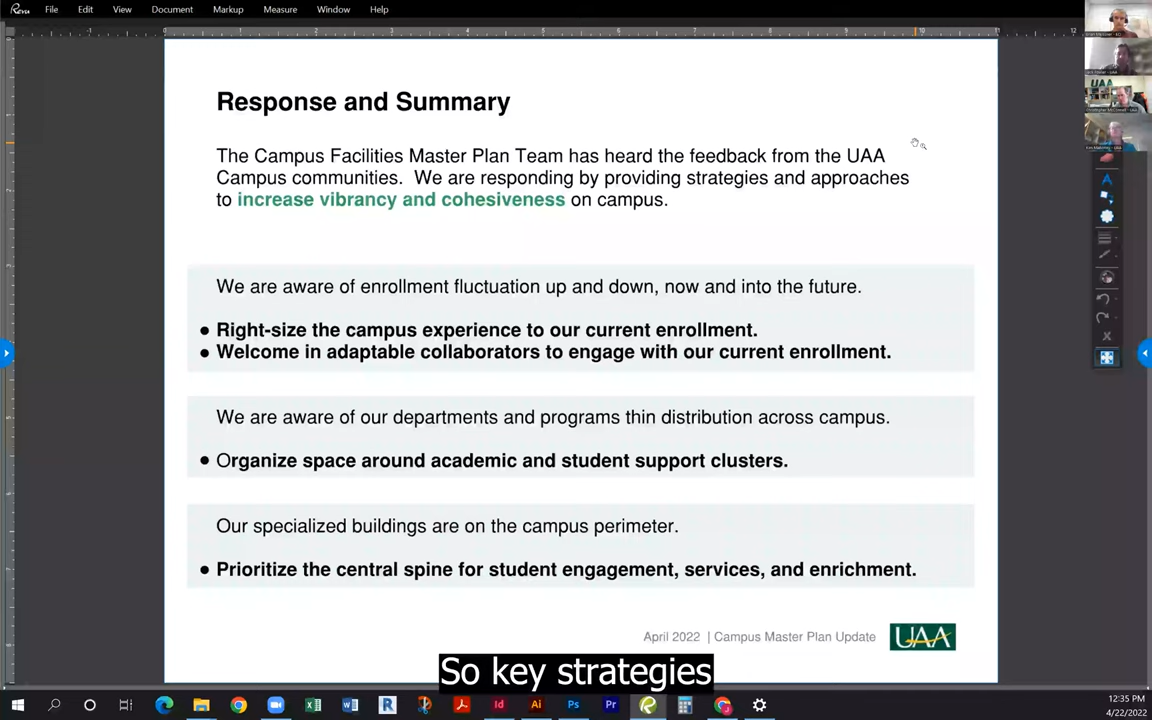 Revu File Edit View Document Markup Measure Window Help
Response and Summary
The Campus Facilities Master Plan Team has heard the feedback from the UAA
Campus communities. We are responding by providing strategies and approaches
to increase vibrancy and cohesiveness on campus.
We are aware of enrollment fluctuation up and down, now and into the future.
● Right-size the campus experience to our current enrollment.
● Welcome in adaptable collaborators to engage with our current enrollment.
We are aware of our departments and programs thin distribution across campus.
● Organize space around academic and student support clusters.
Our specialized buildings are on the campus perimeter.
● Prioritize the central spine for student engagement, services, and enrichment.
April 2022 | Campus Master Plan Update UAA
So key strategies
12:35 PM
4/22/2022